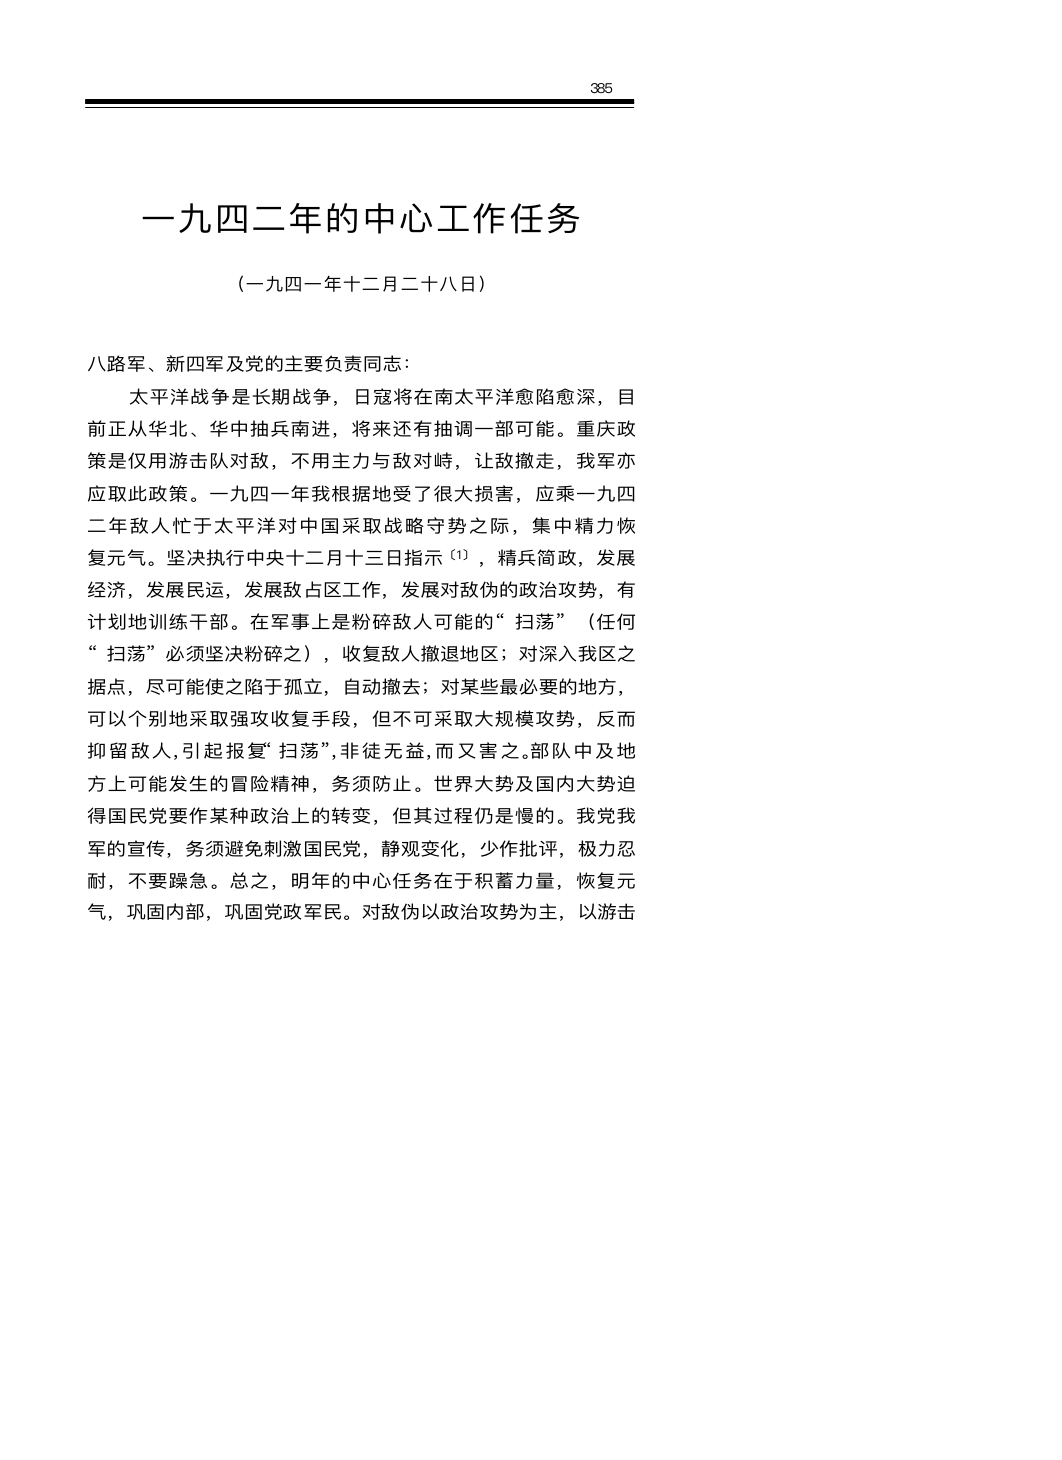 385
一九四二年的中心工作任务
（一九四一年十二月二十八日）
八路军、新四军及党的主要负责同志：
太平洋战争是长期战争，日寇将在南太平洋愈陷愈深，目
前正从华北、华中抽兵南进，将来还有抽调一部可能。重庆政
策是仅用游击队对敌，不用主力与敌对峙，让敌撤走，我军亦
应取此政策。一九四一年我根据地受了很大损害，应乘一九四
二年敌人忙于太平洋对中国采取战略守势之际，集中精力恢
复元气。坚决执行中央十二月十三日指示〔1〕，精兵简政，发展
经济，发展民运，发展敌占区工作，发展对敌伪的政治攻势，有
计划地训练干部。在军事上是粉碎敌人可能的“扫荡”（任何
“扫荡”必须坚决粉碎之），收复敌人撤退地区；对深入我区之
据点，尽可能使之陷于孤立，自动撤去；对某些最必要的地方，
可以个别地采取强攻收复手段，但不可采取大规模攻势，反而
抑留敌人，引起报复“扫荡”，非徒无益，而又害之。部队中及地
方上可能发生的冒险精神，务须防止。世界大势及国内大势迫
得国民党要作某种政治上的转变，但其过程仍是慢的。我党我
军的宣传，务须避免刺激国民党，静观变化，少作批评，极力忍
耐，不要躁急。总之，明年的中心任务在于积蓄力量，恢复元
气，巩固内部，巩固党政军民。对敌伪以政治攻势为主，以游击